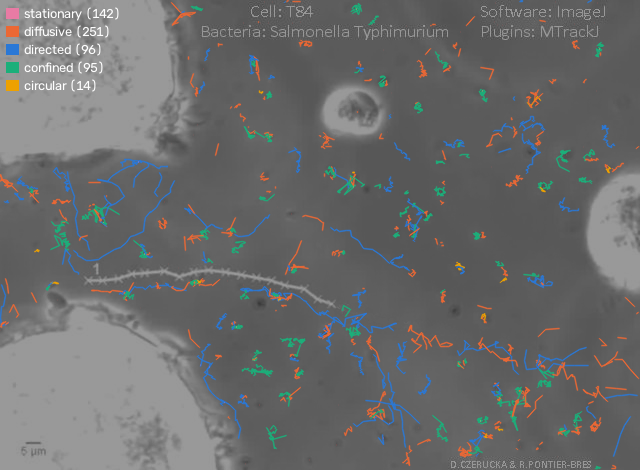 stationary (142)
diffusive (251)
directed (96)
confined (95)
circular (14)
Cell: T84
Bacteria: Salmonella Typhimurium
Software: ImageJ
Plugins: MTrackJ
1
5 µm
D.CZERUCKA & R.PONTIER-BRES